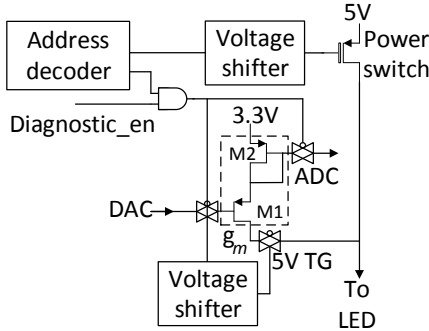 Address
decoder
Voltage
shifter
5V
Power
switch
Diagnostic_en
3.3V
M2
ADC
DAC
M1
gm
5V TG
Voltage
shifter
To
LED